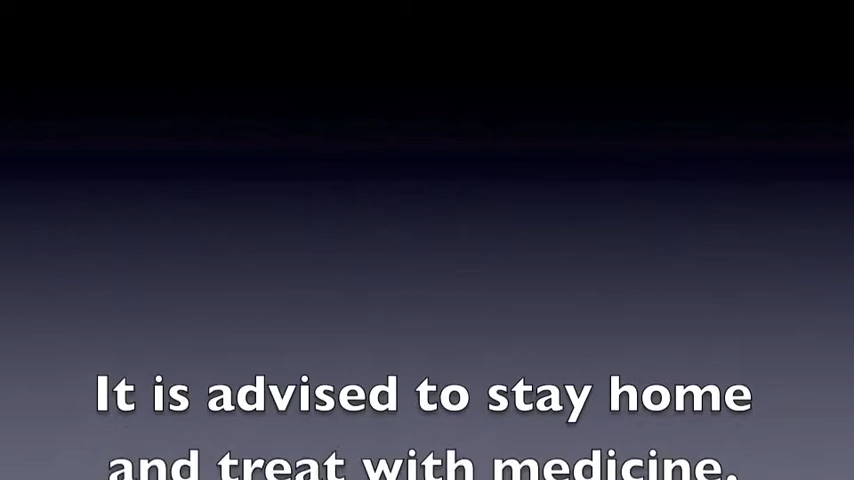 It is advised to stay home
and treat with medicine.